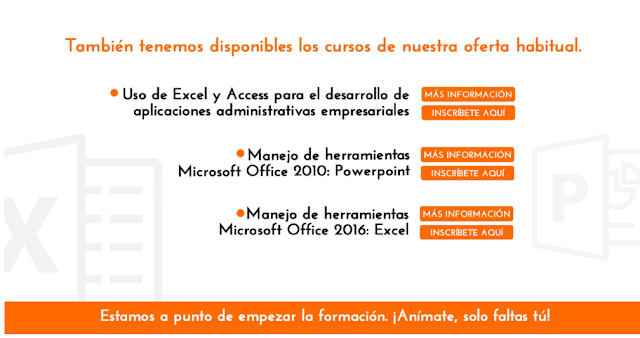 También tenemos disponibles los cursos de nuestra oferta habitual.
Uso de Excel y Access para el desarrollo de
aplicaciones administrativas empresariales
MÁS INFORMACIÓN
INSCRÍBETE AQUÍ
Manejo de herramientas
Microsoft Office 2010: Powerpoint
MÁS INFORMACIÓN
INSCRÍBETE AQUÍ
Manejo de herramientas
Microsoft Office 2016: Excel
MÁS INFORMACIÓN
INSCRÍBETE AQUÍ
X
P
Estamos a punto de empezar la formación. ¡Anímate, solo faltas tú!